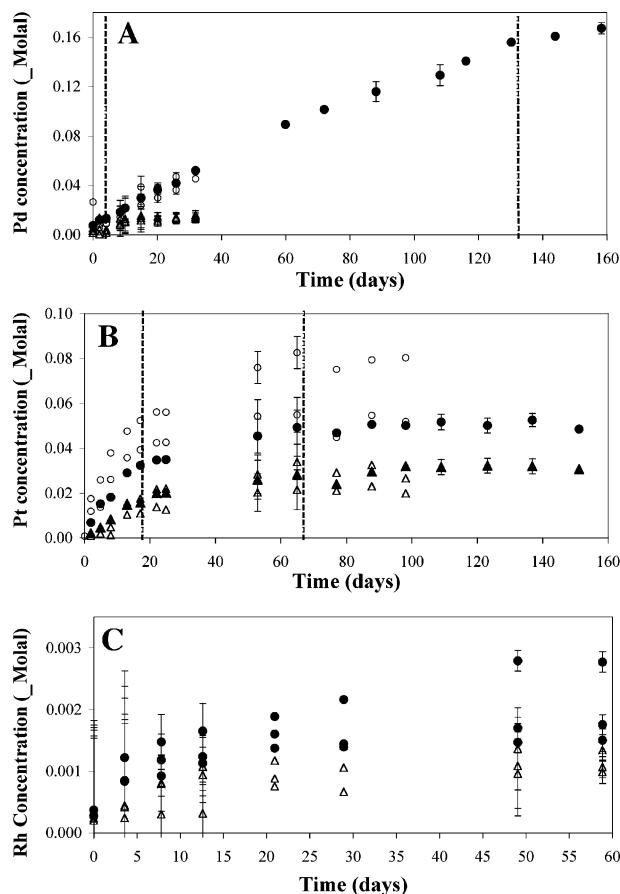 A
Pd concentration (_Molal)
0.16
0.12
0.08
0.04
0.00
0 20 40 60 80 100 120 140 160
Time (days)
B
Pt concentration (_Molal)
0.10
0.08
0.06
0.04
0.02
0.00
0 20 40 60 80 100 120 140 160
Time (days)
C
Rh Concentration (_Molal)
0.003
0.002
0.001
0.000
0 5 10 15 20 25 30 35 40 45 50 55 60
Time (days)